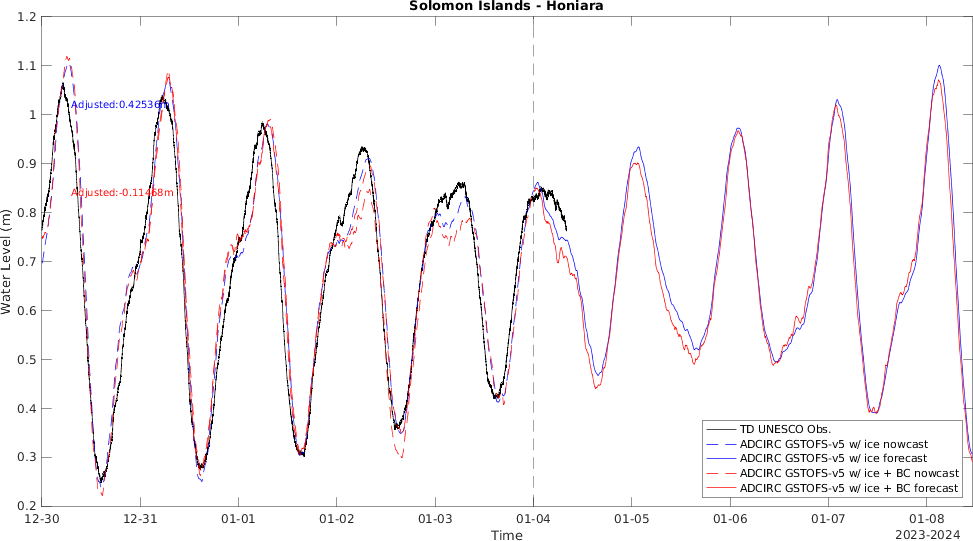 Solomon Islands - Honiara
1.2
1.1
1
0.9
0.8
0.7
0.6
0.5
0.4
0.3
0.2
Water Level (m)
Adjusted:0.42536m
Adjusted:-0.11468m
TD UNESCO Obs.
ADCIRC GSTOFS-v5 w/ ice nowcast
ADCIRC GSTOFS-v5 w/ ice forecast
ADCIRC GSTOFS-v5 w/ ice + BC nowcast
ADCIRC GSTOFS-v5 w/ ice + BC forecast
12-30 12-31 01-01 01-02 01-03 01-04 01-05 01-06 01-07 01-08
Time
2023-2024